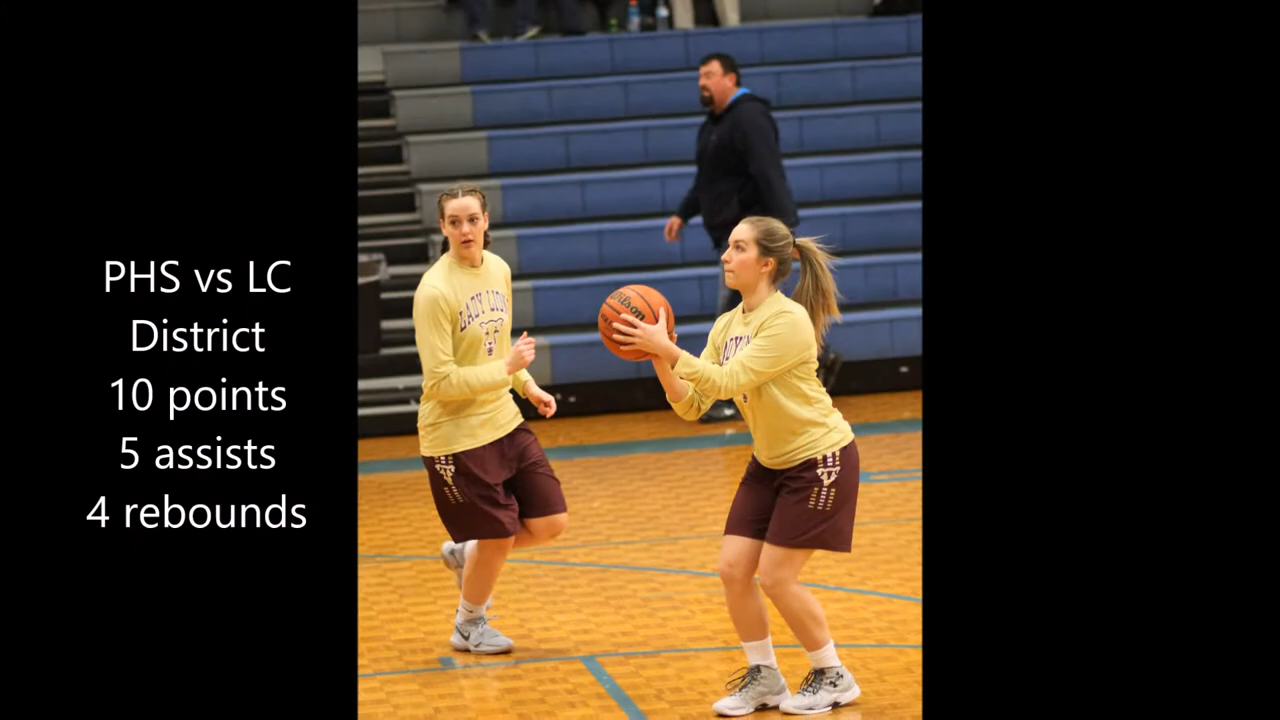 PHS vs LC
District
10 points
5 assists
4 rebounds
LADY LIONS
Wilson